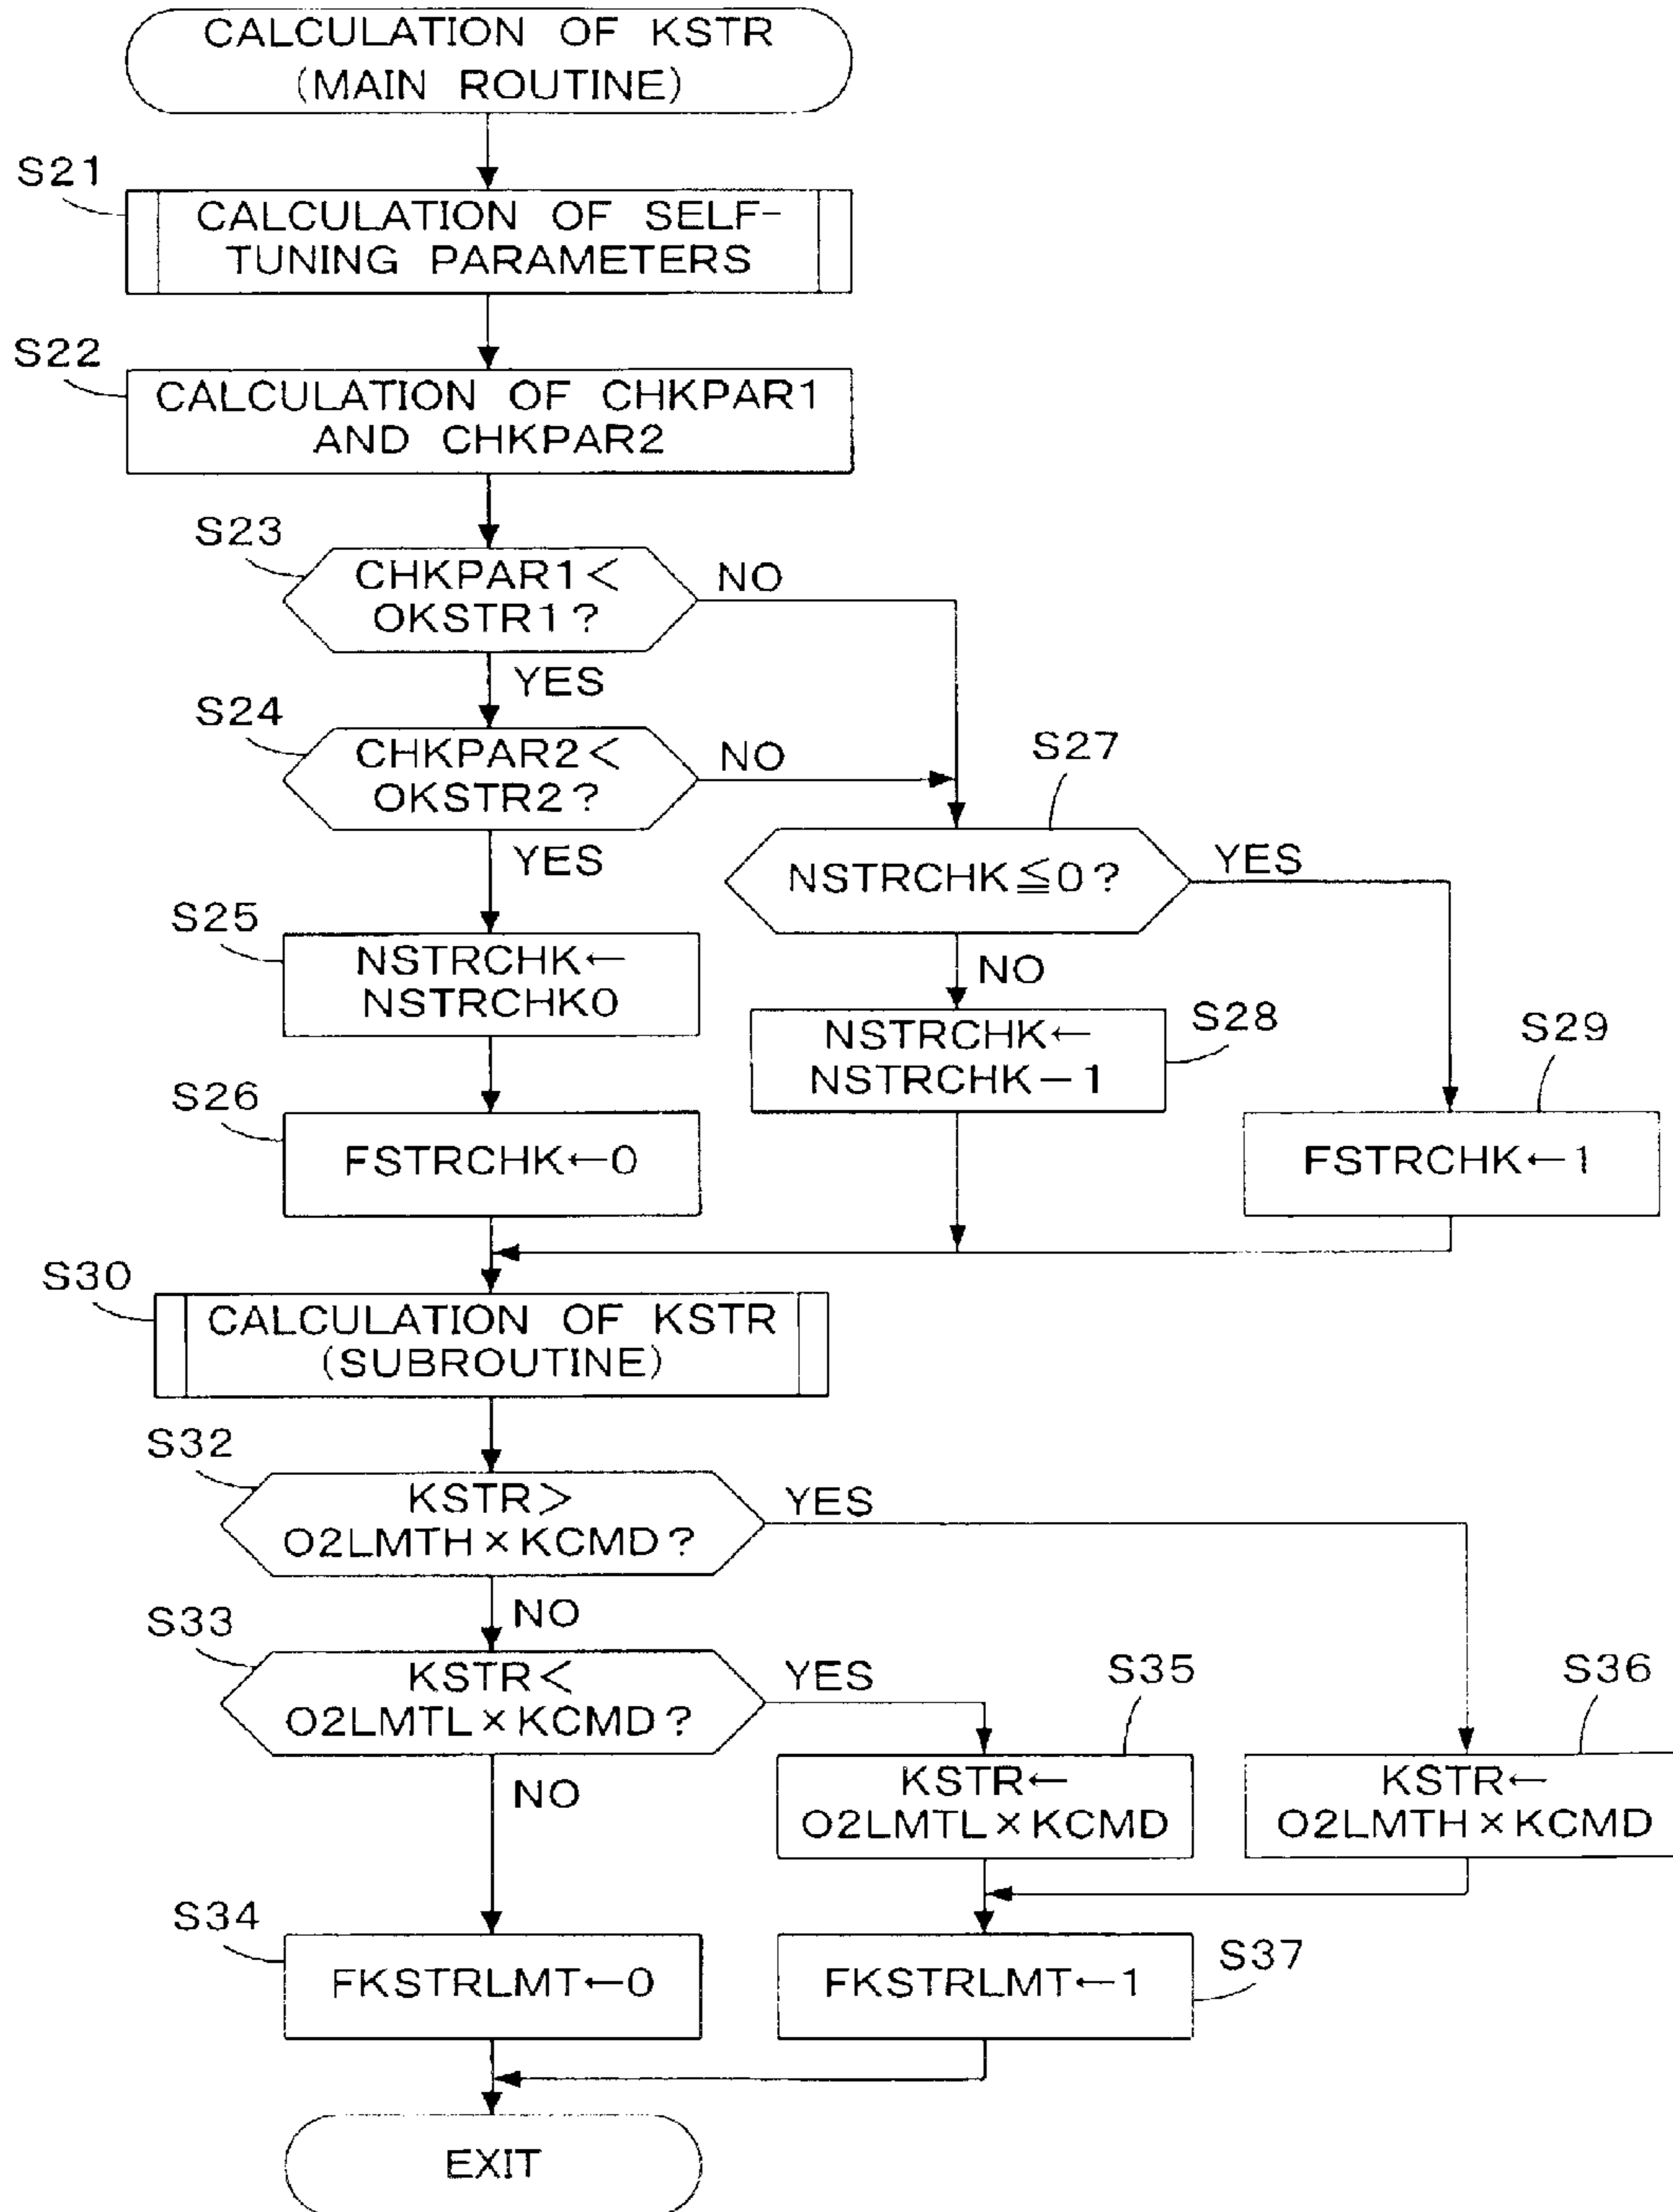 CALCULATION OF KSTR
(MAIN ROUTINE)
S21
CALCULATION OF SELF-
TUNING PARAMETERS
S22
CALCULATION OF CHKPAR1
AND CHKPAR2
S23
CHKPAR1<
OKSTR1?
NO
YES
S24
CHKPAR2<
OKSTR2?
NO
YES
S27
NSTRCHK≦0?
YES
NO
S25
NSTRCHK←
NSTRCHK0
S28
NSTRCHK←
NSTRCHK-1
S29
FSTRCHK←1
S26
FSTRCHK←0
S30
CALCULATION OF KSTR
(SUBROUTINE)
S32
KSTR>
O2LMTH×KCMD?
YES
NO
S33
KSTR<
O2LMTL×KCMD?
YES
NO
S35
KSTR←
O2LMTL×KCMD
S36
KSTR←
O2LMTH×KCMD
S34
FKSTRLMT←0
FKSTRLMT←1
S37
EXIT